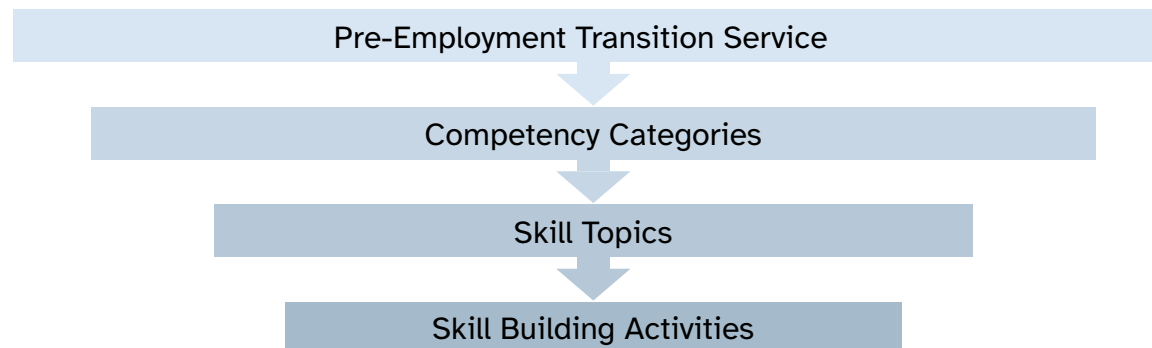 Pre-Employment Transition Service
Competency Categories
Skill Topics
Skill Building Activities